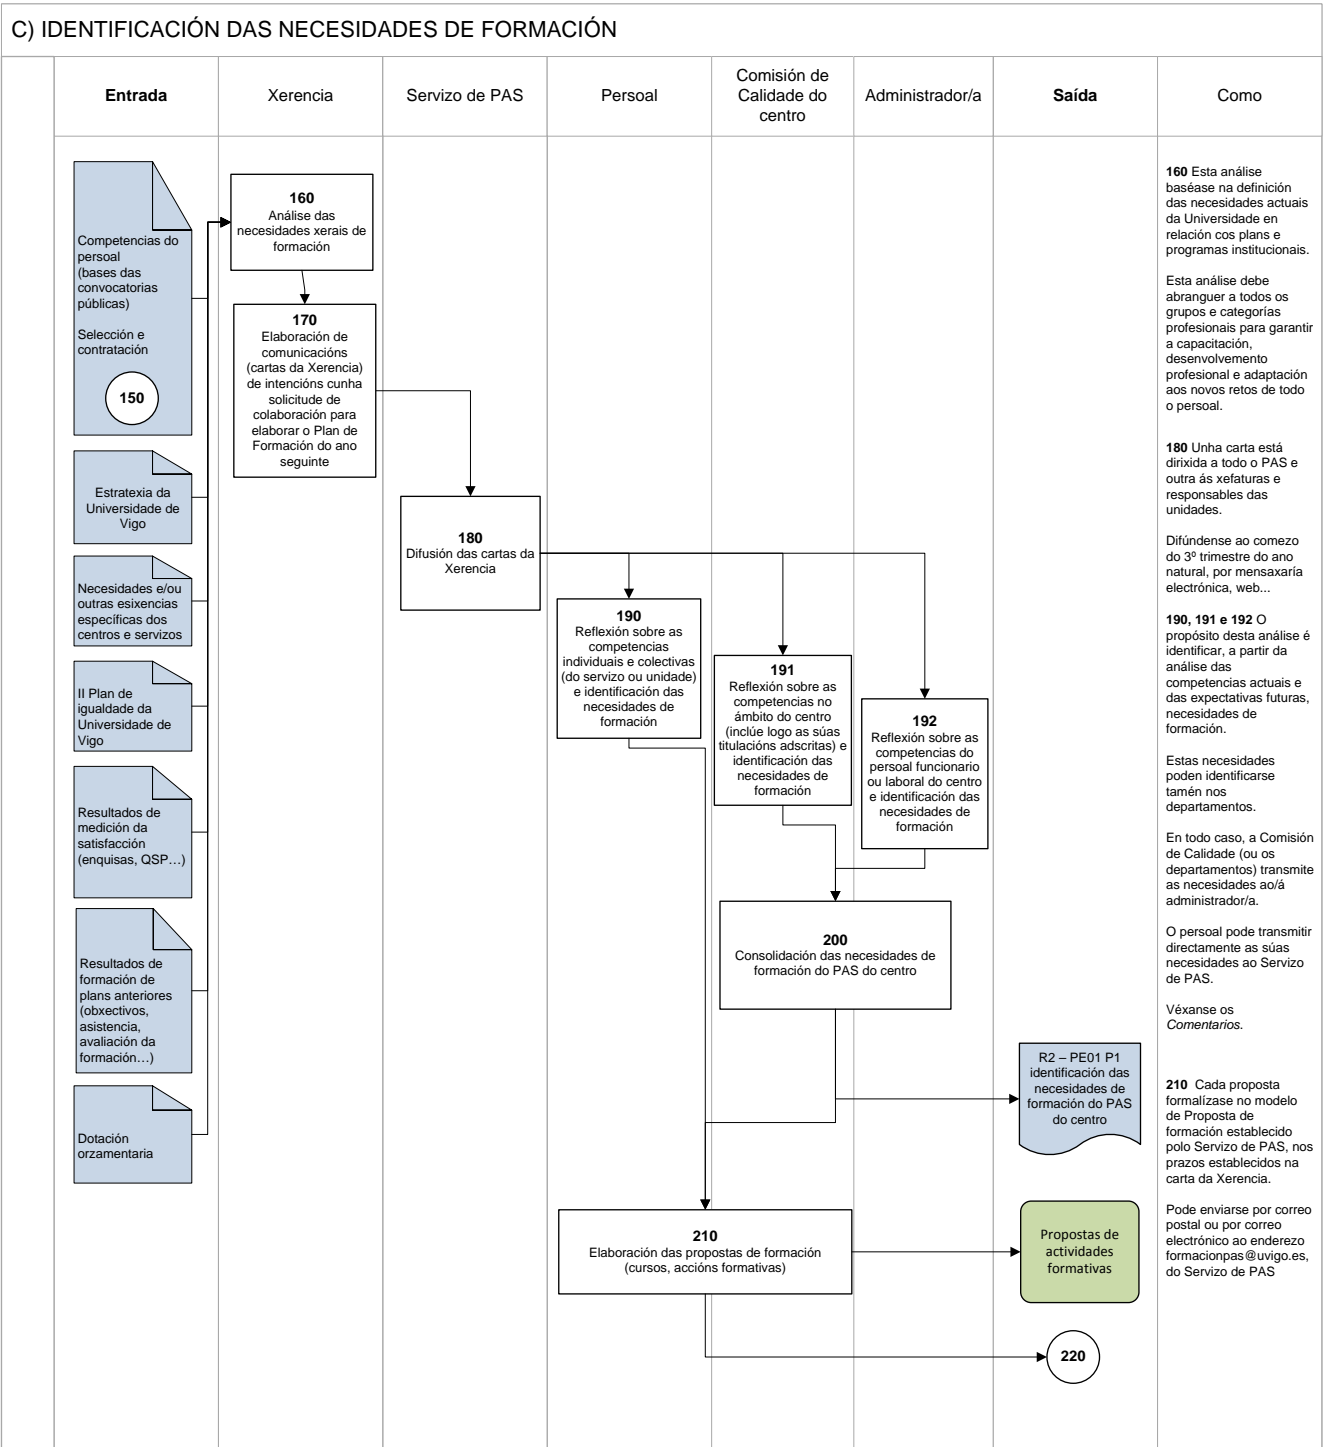 C) IDENTIFICACIÓN DAS NECESIDADES DE FORMACIÓN
Entrada
Xerencia
Servizo de PAS
Persoal
Comisión de
Calidade do
centro
Administrador/a
Saída
Como
Competencias do
persoal
(bases das
convocatorias
públicas)
Selección e
contratación
150
Estratexia da
Universidade de
Vigo
Necesidades e/ou
outras esixencias
específicas dos
centros e servizos
II Plan de
igualdade da
Universidade de
Vigo
Resultados de
medición da
satisfacción
(enquisas, QSP…)
Resultados de
formación de
plans anteriores
(obxectivos,
asistencia,
avaliación da
formación…)
Dotación
orzamentaria
160
Análise das
necesidades xerais de
formación
170
Elaboración de
comunicacións
(cartas da Xerencia)
de intencións cunha
solicitude de
colaboración para
elaborar o Plan de
Formación do ano
seguinte
180
Difusión das cartas da
Xerencia
190
Reflexión sobre as
competencias
individuais e colectivas
(do servizo ou unidade)
e identificación das
necesidades de
formación
191
Reflexión sobre as
competencias no
ámbito do centro
(inclúe logo as súas
titulacións adscritas) e
identificación das
necesidades de
formación
192
Reflexión sobre as
competencias do
persoal funcionario
ou laboral do centro
e identificación das
necesidades de
formación
200
Consolidación das necesidades de
formación do PAS do centro
210
Elaboración das propostas de formación
(cursos, accións formativas)
R2 – PE01 P1
identificación das
necesidades de
formación do PAS
do centro
Propostas de
actividades
formativas
220
160 Esta análise
baséase na definición
das necesidades actuais
da Universidade en
relación cos plans e
programas institucionais.
Esta análise debe
abranguer a todos os
grupos e categorías
profesionais para garantir
a capacitación,
desenvolvemento
profesional e adaptación
aos novos retos de todo
o persoal.
180 Unha carta está
dirixida a todo o PAS e
outra ás xefaturas e
responsables das
unidades.
Difúndense ao comezo
do 3º trimestre do ano
natural, por mensaxaría
electrónica, web...
190, 191 e 192 O
propósito desta análise é
identificar, a partir da
análise das
competencias actuais e
das expectativas futuras,
necesidades de
formación.
Estas necesidades
poden identificarse
tamén nos
departamentos.
En todo caso, a Comisión
de Calidade (ou os
departamentos) transmite
as necesidades ao/á
administrador/a.
O persoal pode transmitir
directamente as súas
necesidades ao Servizo
de PAS.
Véxanse os
Comentarios.
210 Cada proposta
formalízase no modelo
de Proposta de
formación establecido
polo Servizo de PAS, nos
prazos establecidos na
carta da Xerencia.
Pode enviarse por correo
postal ou por correo
electrónico ao enderezo
formacionpas@uvigo.es,
do Servizo de PAS